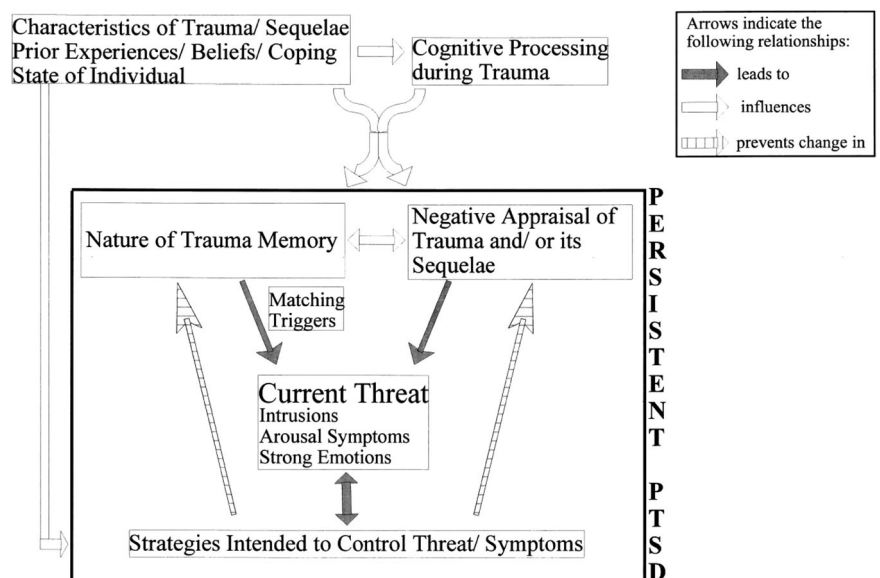 Characteristics of Trauma/ Sequelae
Prior Experiences/ Beliefs/ Coping
State of Individual
Cognitive Processing
during Trauma
Arrows indicate the
following relationships:
leads to
influences
prevents change in
Nature of Trauma Memory
Negative Appraisal of
Trauma and/ or its
Sequelae
Matching
Triggers
Current Threat
Intrusions
Arousal Symptoms
Strong Emotions
Strategies Intended to Control Threat/ Symptoms
PERSISTENT PTSD